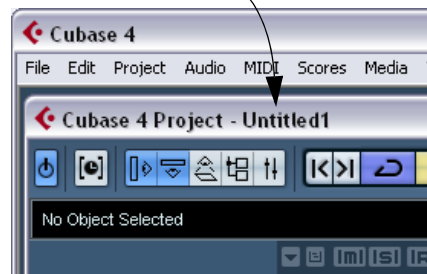 Cubase 4
File Edit Project Audio MIDI Scores Media
Cubase 4 Project - Untitled1
No Object Selected
[m] [s]